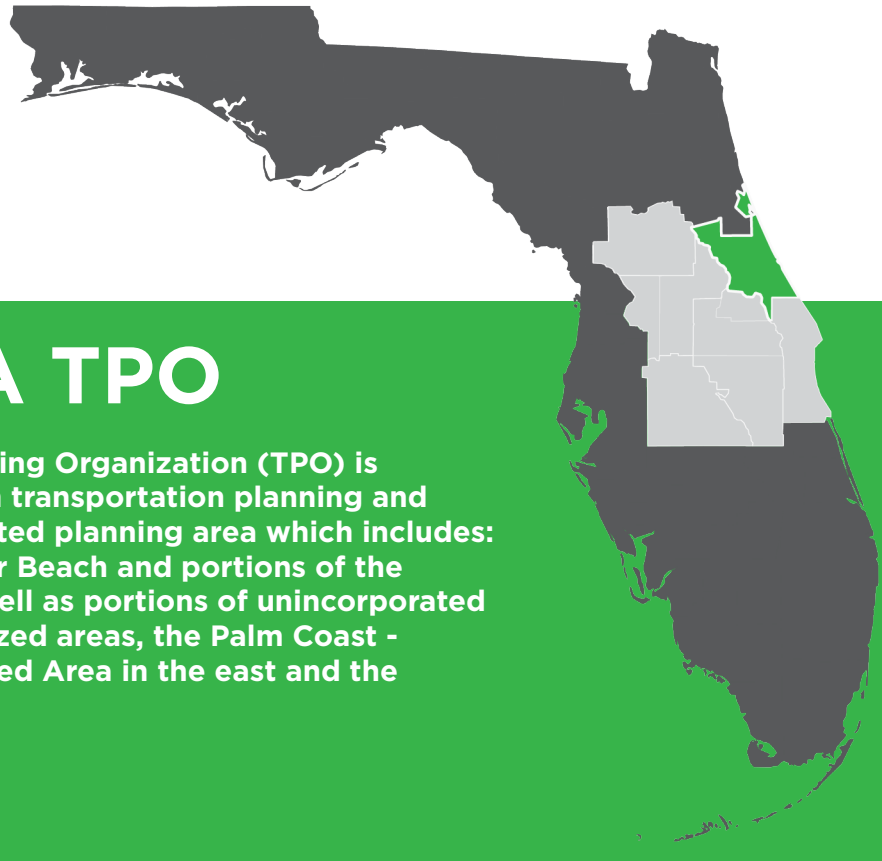 A TPO
ing Organization (TPO) is
transportation planning and
ted planning area which includes:
r Beach and portions of the
ell as portions of unincorporated
zed areas, the Palm Coast -
ed Area in the east and the